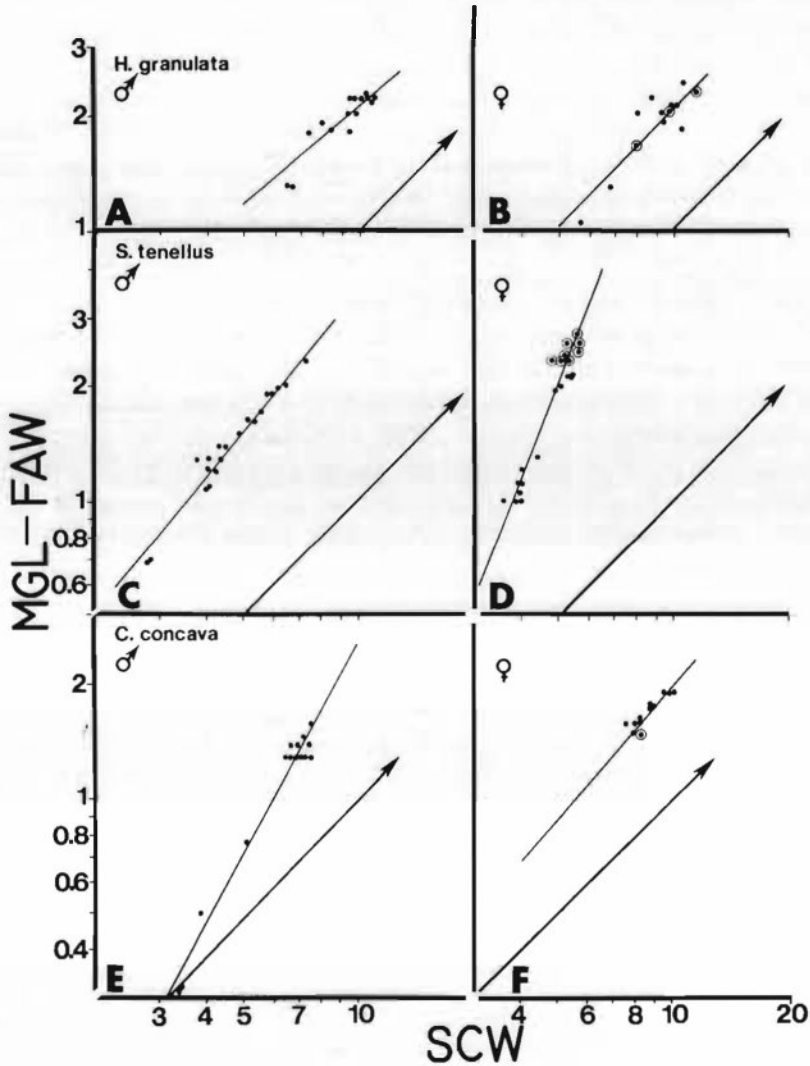 3
H. granulata
♂
♀
2
A
B
1
S. tenellus
♂
♀
2
1
0.8
0.6
C
D
MGL-FAW
C. concava
♂
♀
2
1
0.8
0.6
0.4
E
F
3 4 5 7 10
4 6 8 10 20
SCW